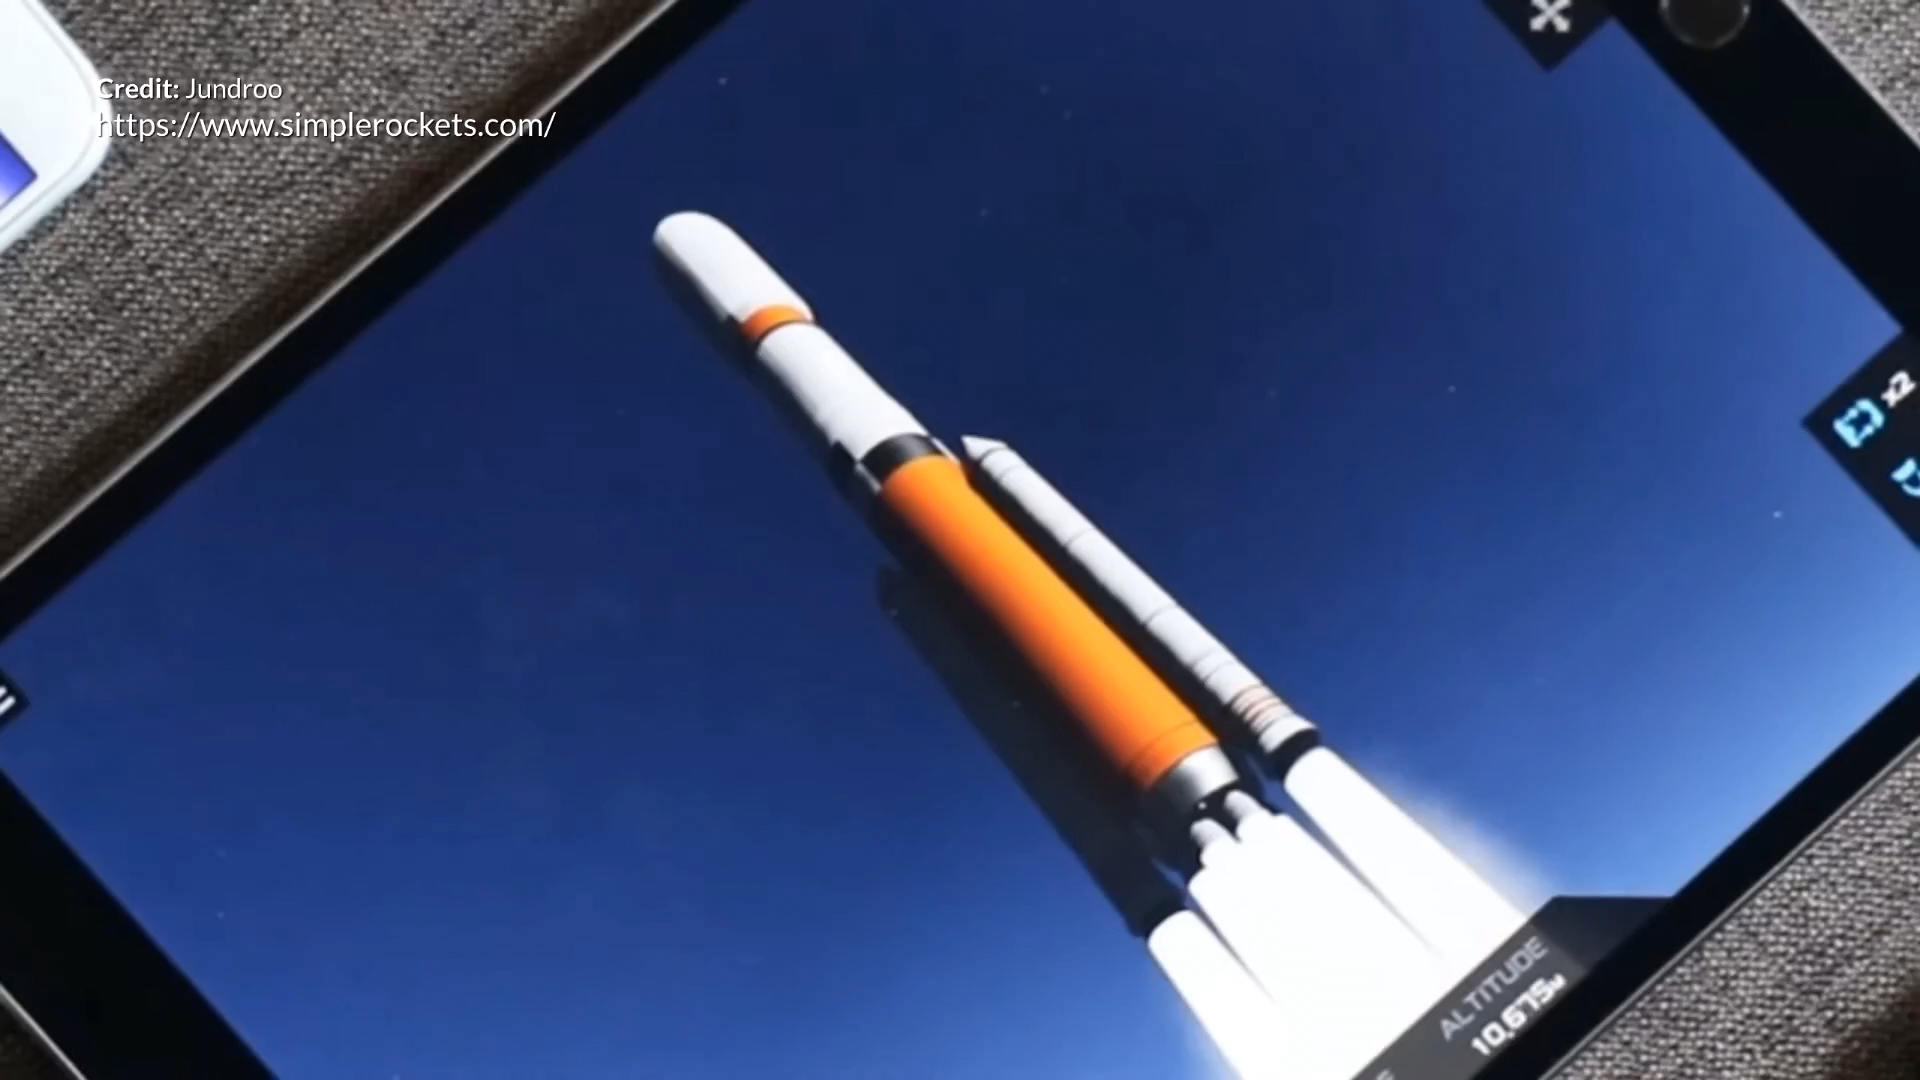 Credit: Jundroo
https://www.simplerockets.com/
x2
ALTITUDE
10,675M